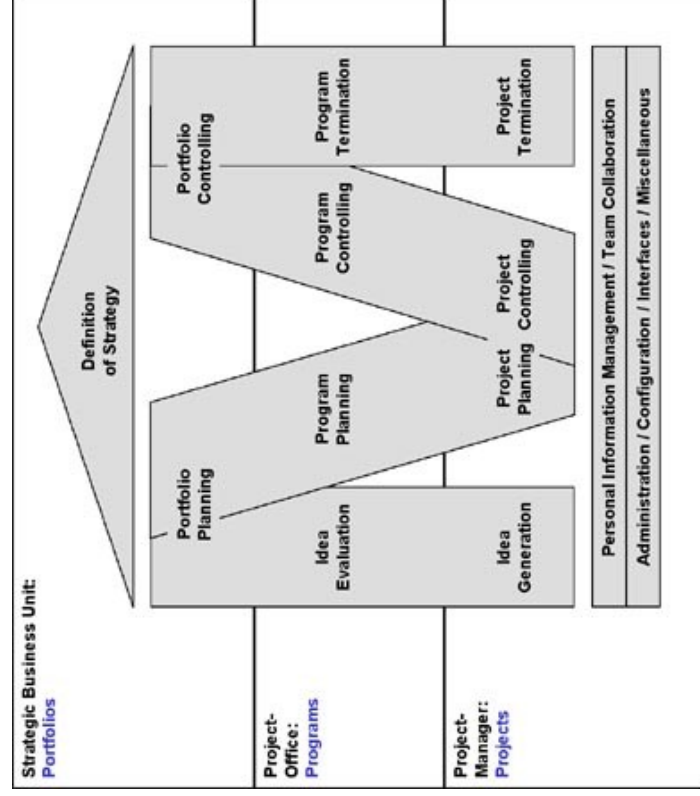 Strategic Business Unit:
Portfolios
Definition
of Strategy
Portfolio
Planning
Portfolio
Controlling
Project-
Office:
Programs
Idea
Evaluation
Program
Planning
Program
Controlling
Program
Termination
Project-
Manager:
Projects
Idea
Generation
Project
Planning
Project
Controlling
Project
Termination
Personal Information Management / Team Collaboration
Administration / Configuration / Interfaces / Miscellaneous